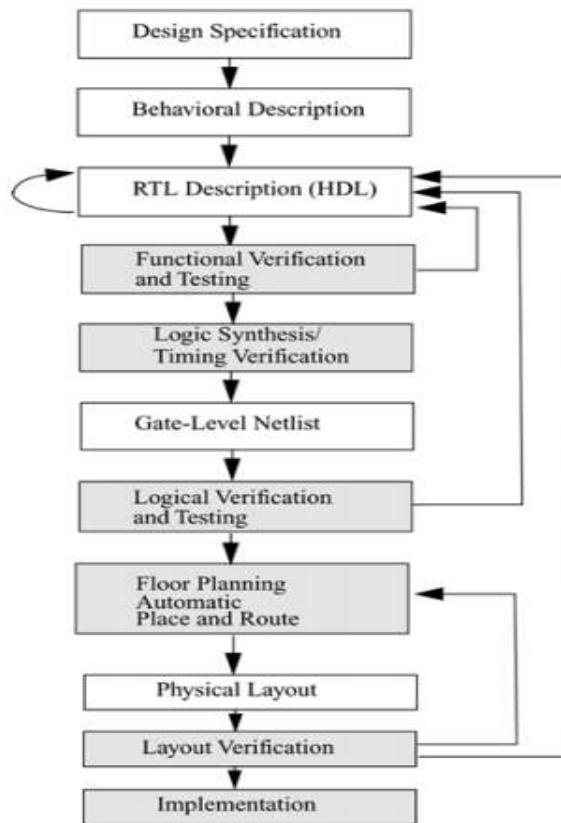 Design Specification
Behavioral Description
RTL Description (HDL)
Functional Verification
and Testing
Logic Synthesis/
Timing Verification
Gate-Level Netlist
Logical Verification
and Testing
Floor Planning
Automatic
Place and Route
Physical Layout
Layout Verification
Implementation